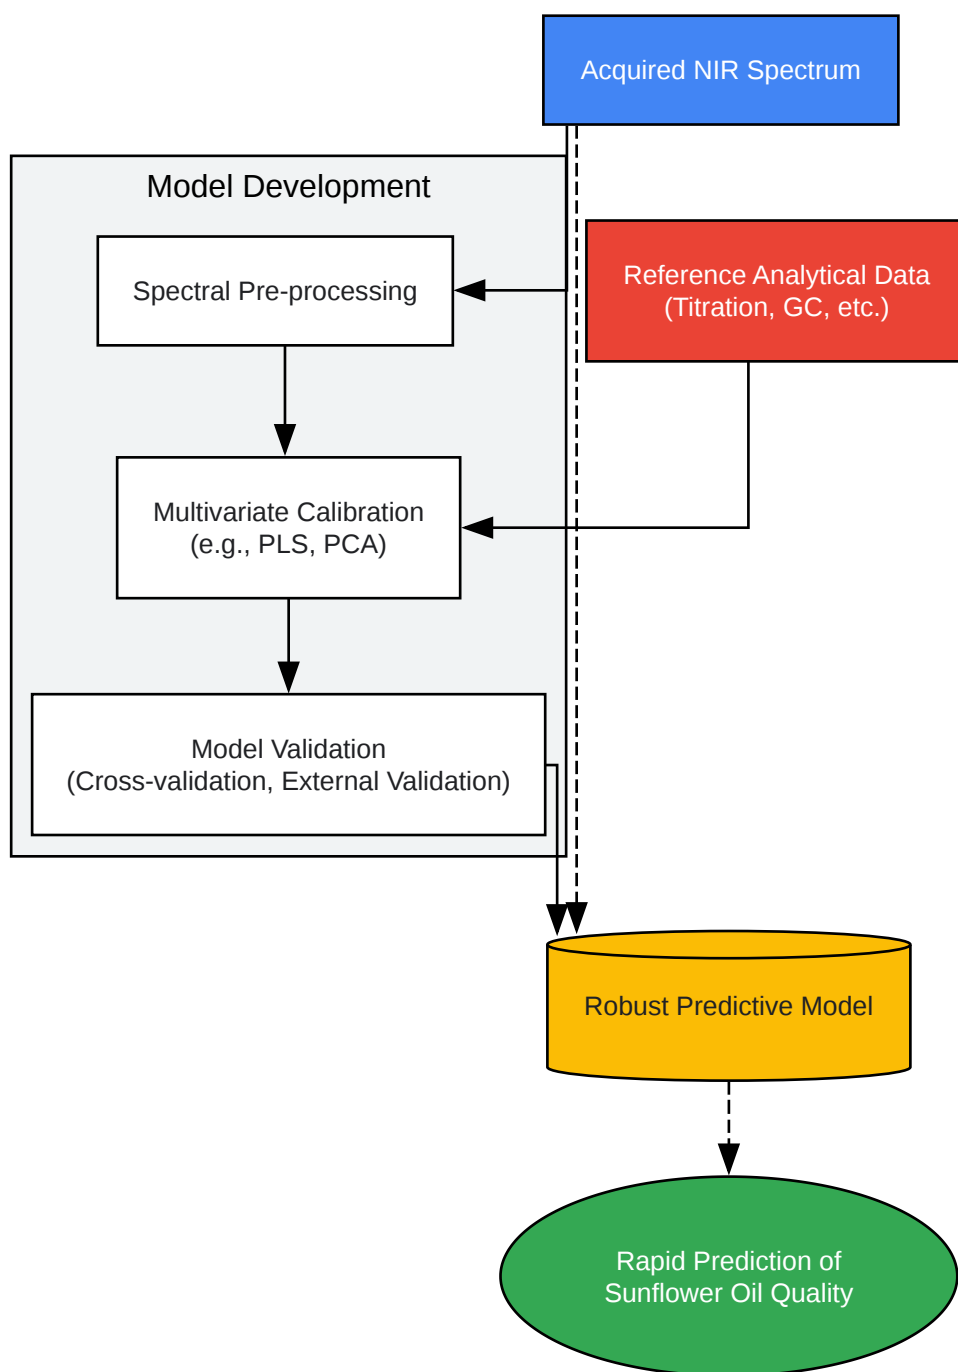 Acquired NIR Spectrum
Model Development
Spectral Pre-processing
Reference Analytical Data
(Titration, GC, etc.)
Multivariate Calibration
(e.g., PLS, PCA)
Model Validation
(Cross-validation, External Validation)
Robust Predictive Model
Rapid Prediction of
Sunflower Oil Quality